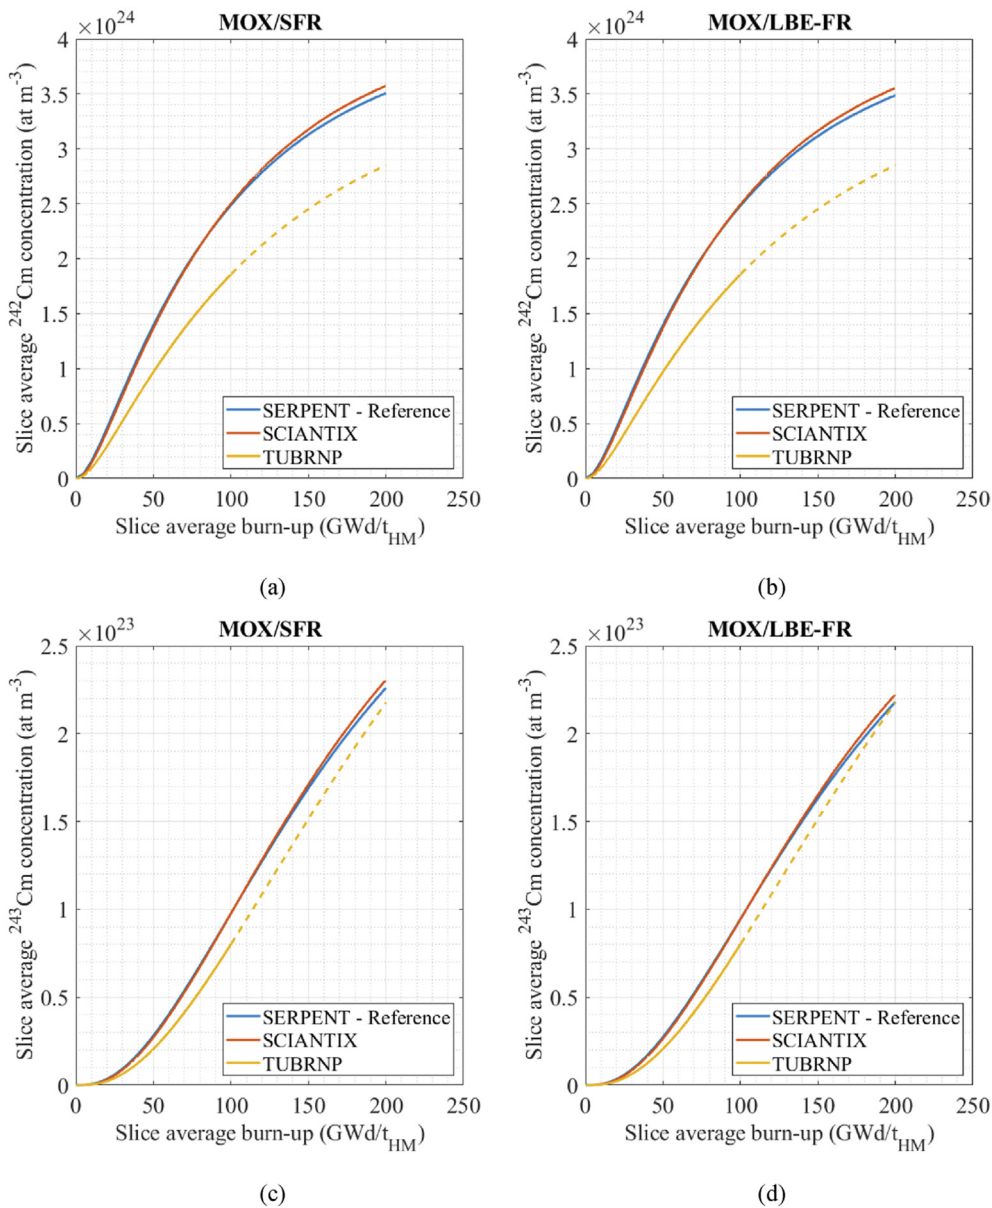 MOX/SFR
×10^24
4
3.5
3
2.5
2
1.5
1
0.5
0
Slice average ^242Cm concentration (at m^-3)
SERPENT - Reference
SCIANTIX
TUBRNP
0 50 100 150 200 250
Slice average burn-up (GWd/t_HM)
(a)
MOX/LBE-FR
×10^24
4
3.5
3
2.5
2
1.5
1
0.5
0
Slice average ^242Cm concentration (at m^-3)
SERPENT - Reference
SCIANTIX
TUBRNP
0 50 100 150 200 250
Slice average burn-up (GWd/t_HM)
(b)
MOX/SFR
×10^23
2.5
2
1.5
1
0.5
0
Slice average ^243Cm concentration (at m^-3)
SERPENT - Reference
SCIANTIX
TUBRNP
0 50 100 150 200 250
Slice average burn-up (GWd/t_HM)
(c)
MOX/LBE-FR
×10^23
2.5
2
1.5
1
0.5
0
Slice average ^243Cm concentration (at m^-3)
SERPENT - Reference
SCIANTIX
TUBRNP
0 50 100 150 200 250
Slice average burn-up (GWd/t_HM)
(d)